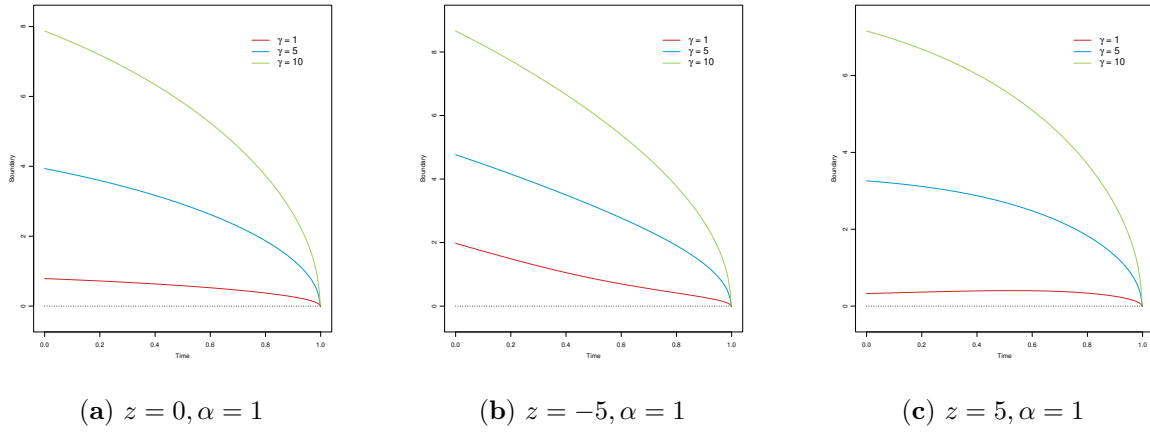 8
6
4
2
0
Boundary
γ = 1
γ = 5
γ = 10
0.0 0.2 0.4 0.6 0.8 1.0
Time
(a) z = 0, α = 1
8
6
4
2
0
Boundary
γ = 1
γ = 5
γ = 10
0.0 0.2 0.4 0.6 0.8 1.0
Time
(b) z = −5, α = 1
6
4
2
0
Boundary
γ = 1
γ = 5
γ = 10
0.0 0.2 0.4 0.6 0.8 1.0
Time
(c) z = 5, α = 1